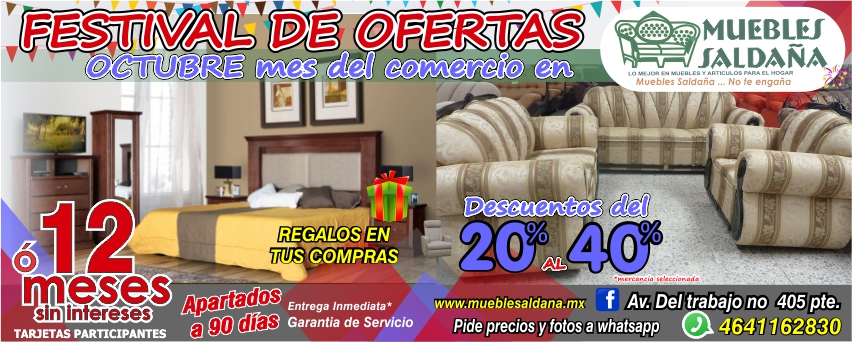 FESTIVAL DE OFERTAS
OCTUBRE mes del comercio en
MUEBLES
SALDAÑA
LO MEJOR EN MUEBLES Y ARTICULOS PARA EL HOGAR
Muebles Saldaña ... No te engaña
REGALOS EN
TUS COMPRAS
Descuentos del
20% AL 40%
*mercancia seleccionada
ó 12
meses
sin intereses
TARJETAS PARTICIPANTES
Apartados
a 90 días
Entrega Inmediata*
Garantia de Servicio
www.mueblesaldana.mx
f Av. Del trabajo no 405 pte.
Pide precios y fotos a whatsapp 4641162830